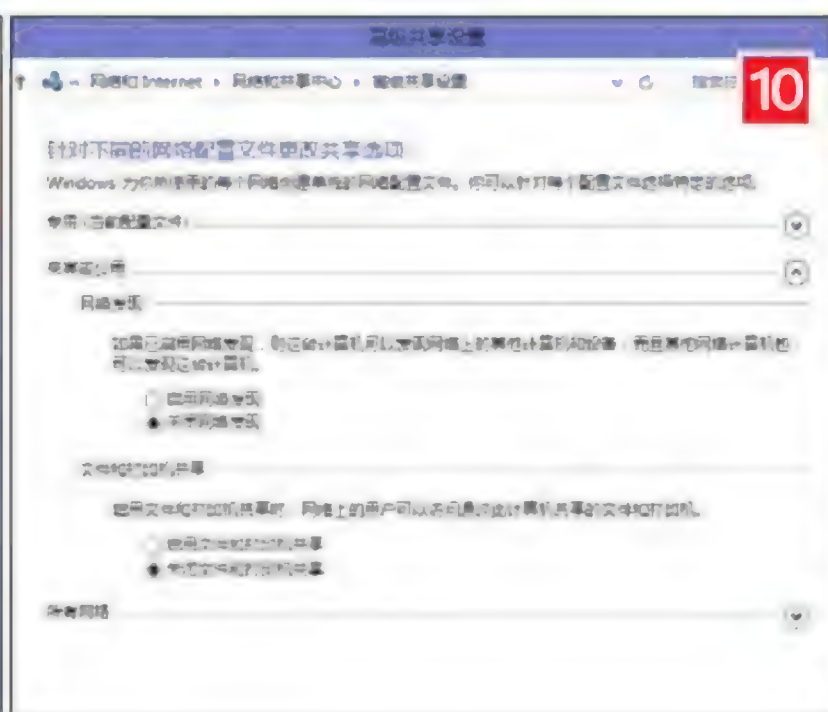 高级共享设置
网络和 Internet 网络和共享中心 高级共享设置
10
针对不同的网络配置文件更改共享选项
Windows 为你所使用的每个网络创建单独的网络配置文件。你可以针对每个配置文件选择特定的选项。
专用 (当前配置文件)
来宾或公用
网络发现
如果已启用网络发现，则这台计算机可以发现网络上的其他计算机和设备，而且其他网络计算机也
可以发现这台计算机。
启用网络发现
关闭网络发现
文件和打印机共享
启用文件和打印机共享时，网络上的用户可以访问通过此计算机共享的文件和打印机。
启用文件和打印机共享
关闭文件和打印机共享
所有网络